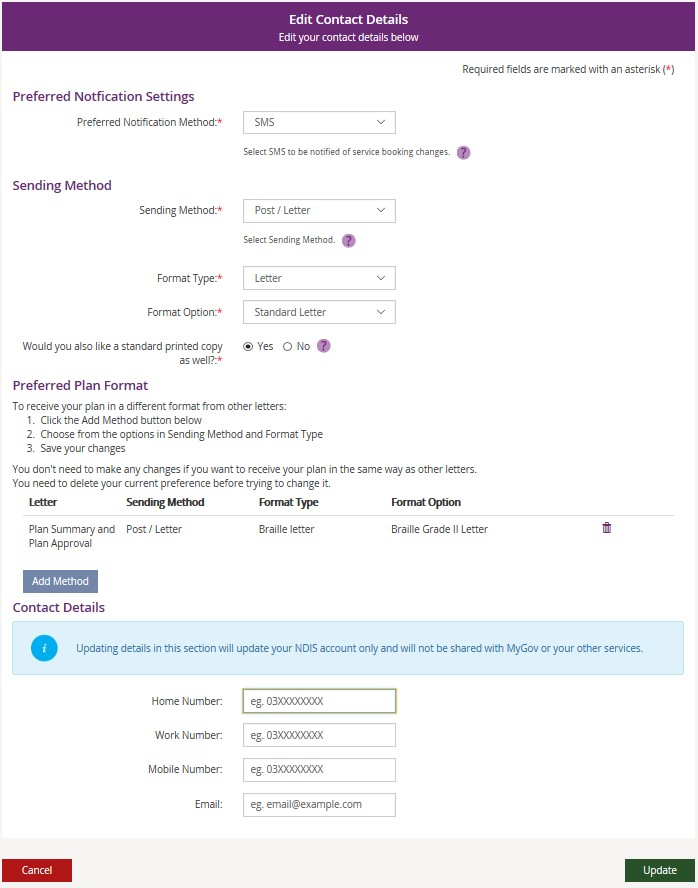 Edit Contact Details
Edit your contact details below
Required fields are marked with an asterisk (*)
Preferred Notfication Settings
Preferred Notification Method:* SMS
Select SMS to be notified of service booking changes. ?
Sending Method
Sending Method:* Post / Letter
Select Sending Method. ?
Format Type:* Letter
Format Option:* Standard Letter
Would you also like a standard printed copy
as well?:* Yes No ?
Preferred Plan Format
To receive your plan in a different format from other letters:
1. Click the Add Method button below
2. Choose from the options in Sending Method and Format Type
3. Save your changes
You don't need to make any changes if you want to receive your plan in the same way as other letters.
You need to delete your current preference before trying to change it.
Letter Sending Method Format Type Format Option
Plan Summary and Post / Letter Braille letter Braille Grade II Letter
Plan Approval
Add Method
Contact Details
i Updating details in this section will update your NDIS account only and will not be shared with MyGov or your other services.
Home Number: eg. 03XXXXXXXX
Work Number: eg. 03XXXXXXXX
Mobile Number: eg. 03XXXXXXXX
Email: eg. email@example.com
Cancel Update